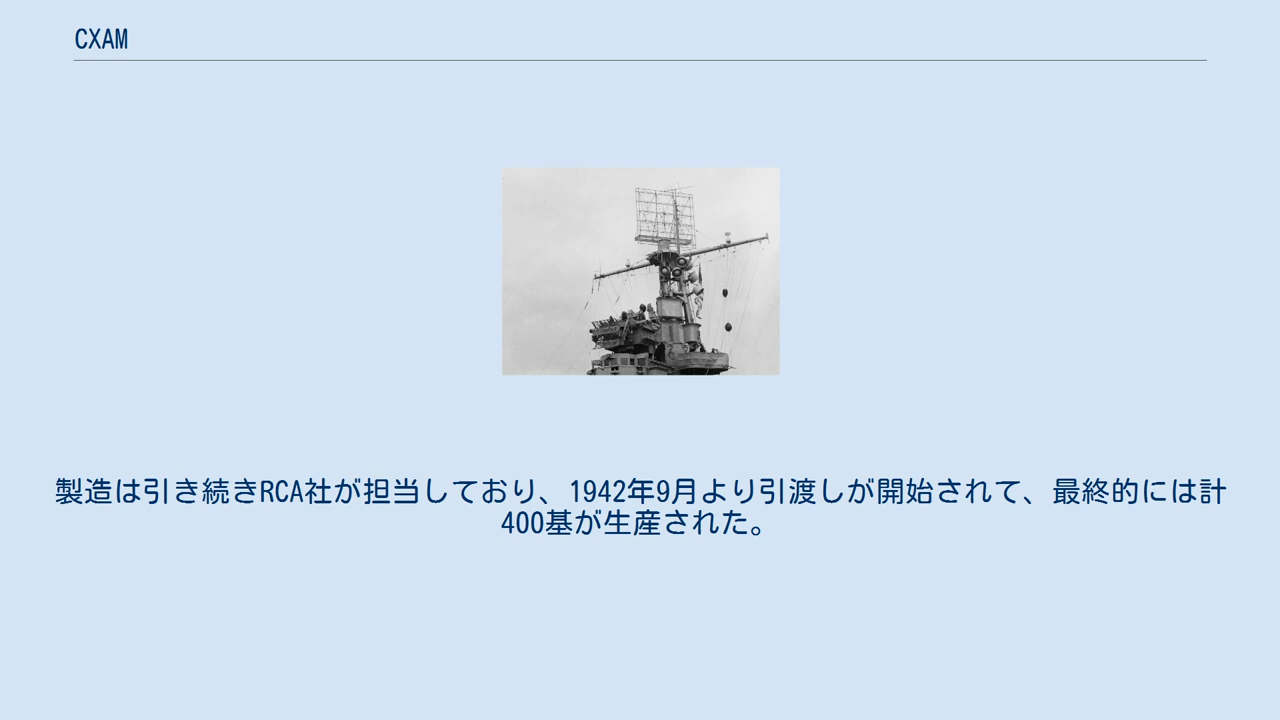 CXAM
製造は引き続きRCA社が担当しており、1942年9月より引渡しが開始されて、最終的には計
400基が生産された。